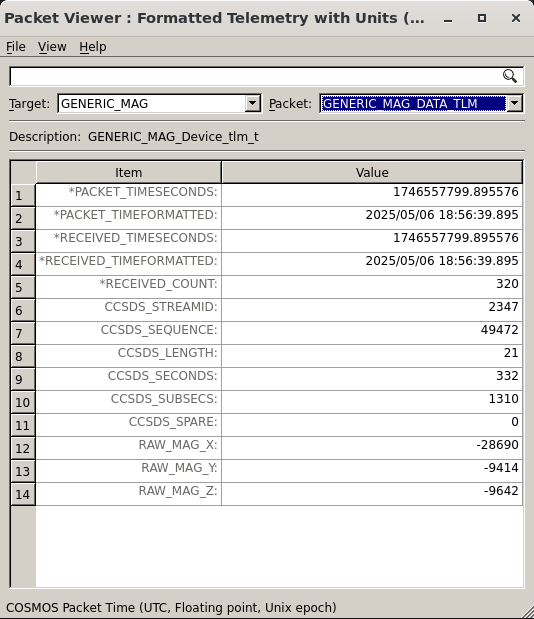 Packet Viewer : Formatted Telemetry with Units (...
File View Help
Target: GENERIC_MAG Packet: GENERIC_MAG_DATA_TLM
Description: GENERIC_MAG_Device_tlm_t
Item Value
1 *PACKET_TIMESECONDS: 1746557799.895576
2 *PACKET_TIMEFORMATTED: 2025/05/06 18:56:39.895
3 *RECEIVED_TIMESECONDS: 1746557799.895576
4 *RECEIVED_TIMEFORMATTED: 2025/05/06 18:56:39.895
5 *RECEIVED_COUNT: 320
6 CCSDS_STREAMID: 2347
7 CCSDS_SEQUENCE: 49472
8 CCSDS_LENGTH: 21
9 CCSDS_SECONDS: 332
10 CCSDS_SUBSECS: 1310
11 CCSDS_SPARE: 0
12 RAW_MAG_X: -28690
13 RAW_MAG_Y: -9414
14 RAW_MAG_Z: -9642
COSMOS Packet Time (UTC, Floating point, Unix epoch)